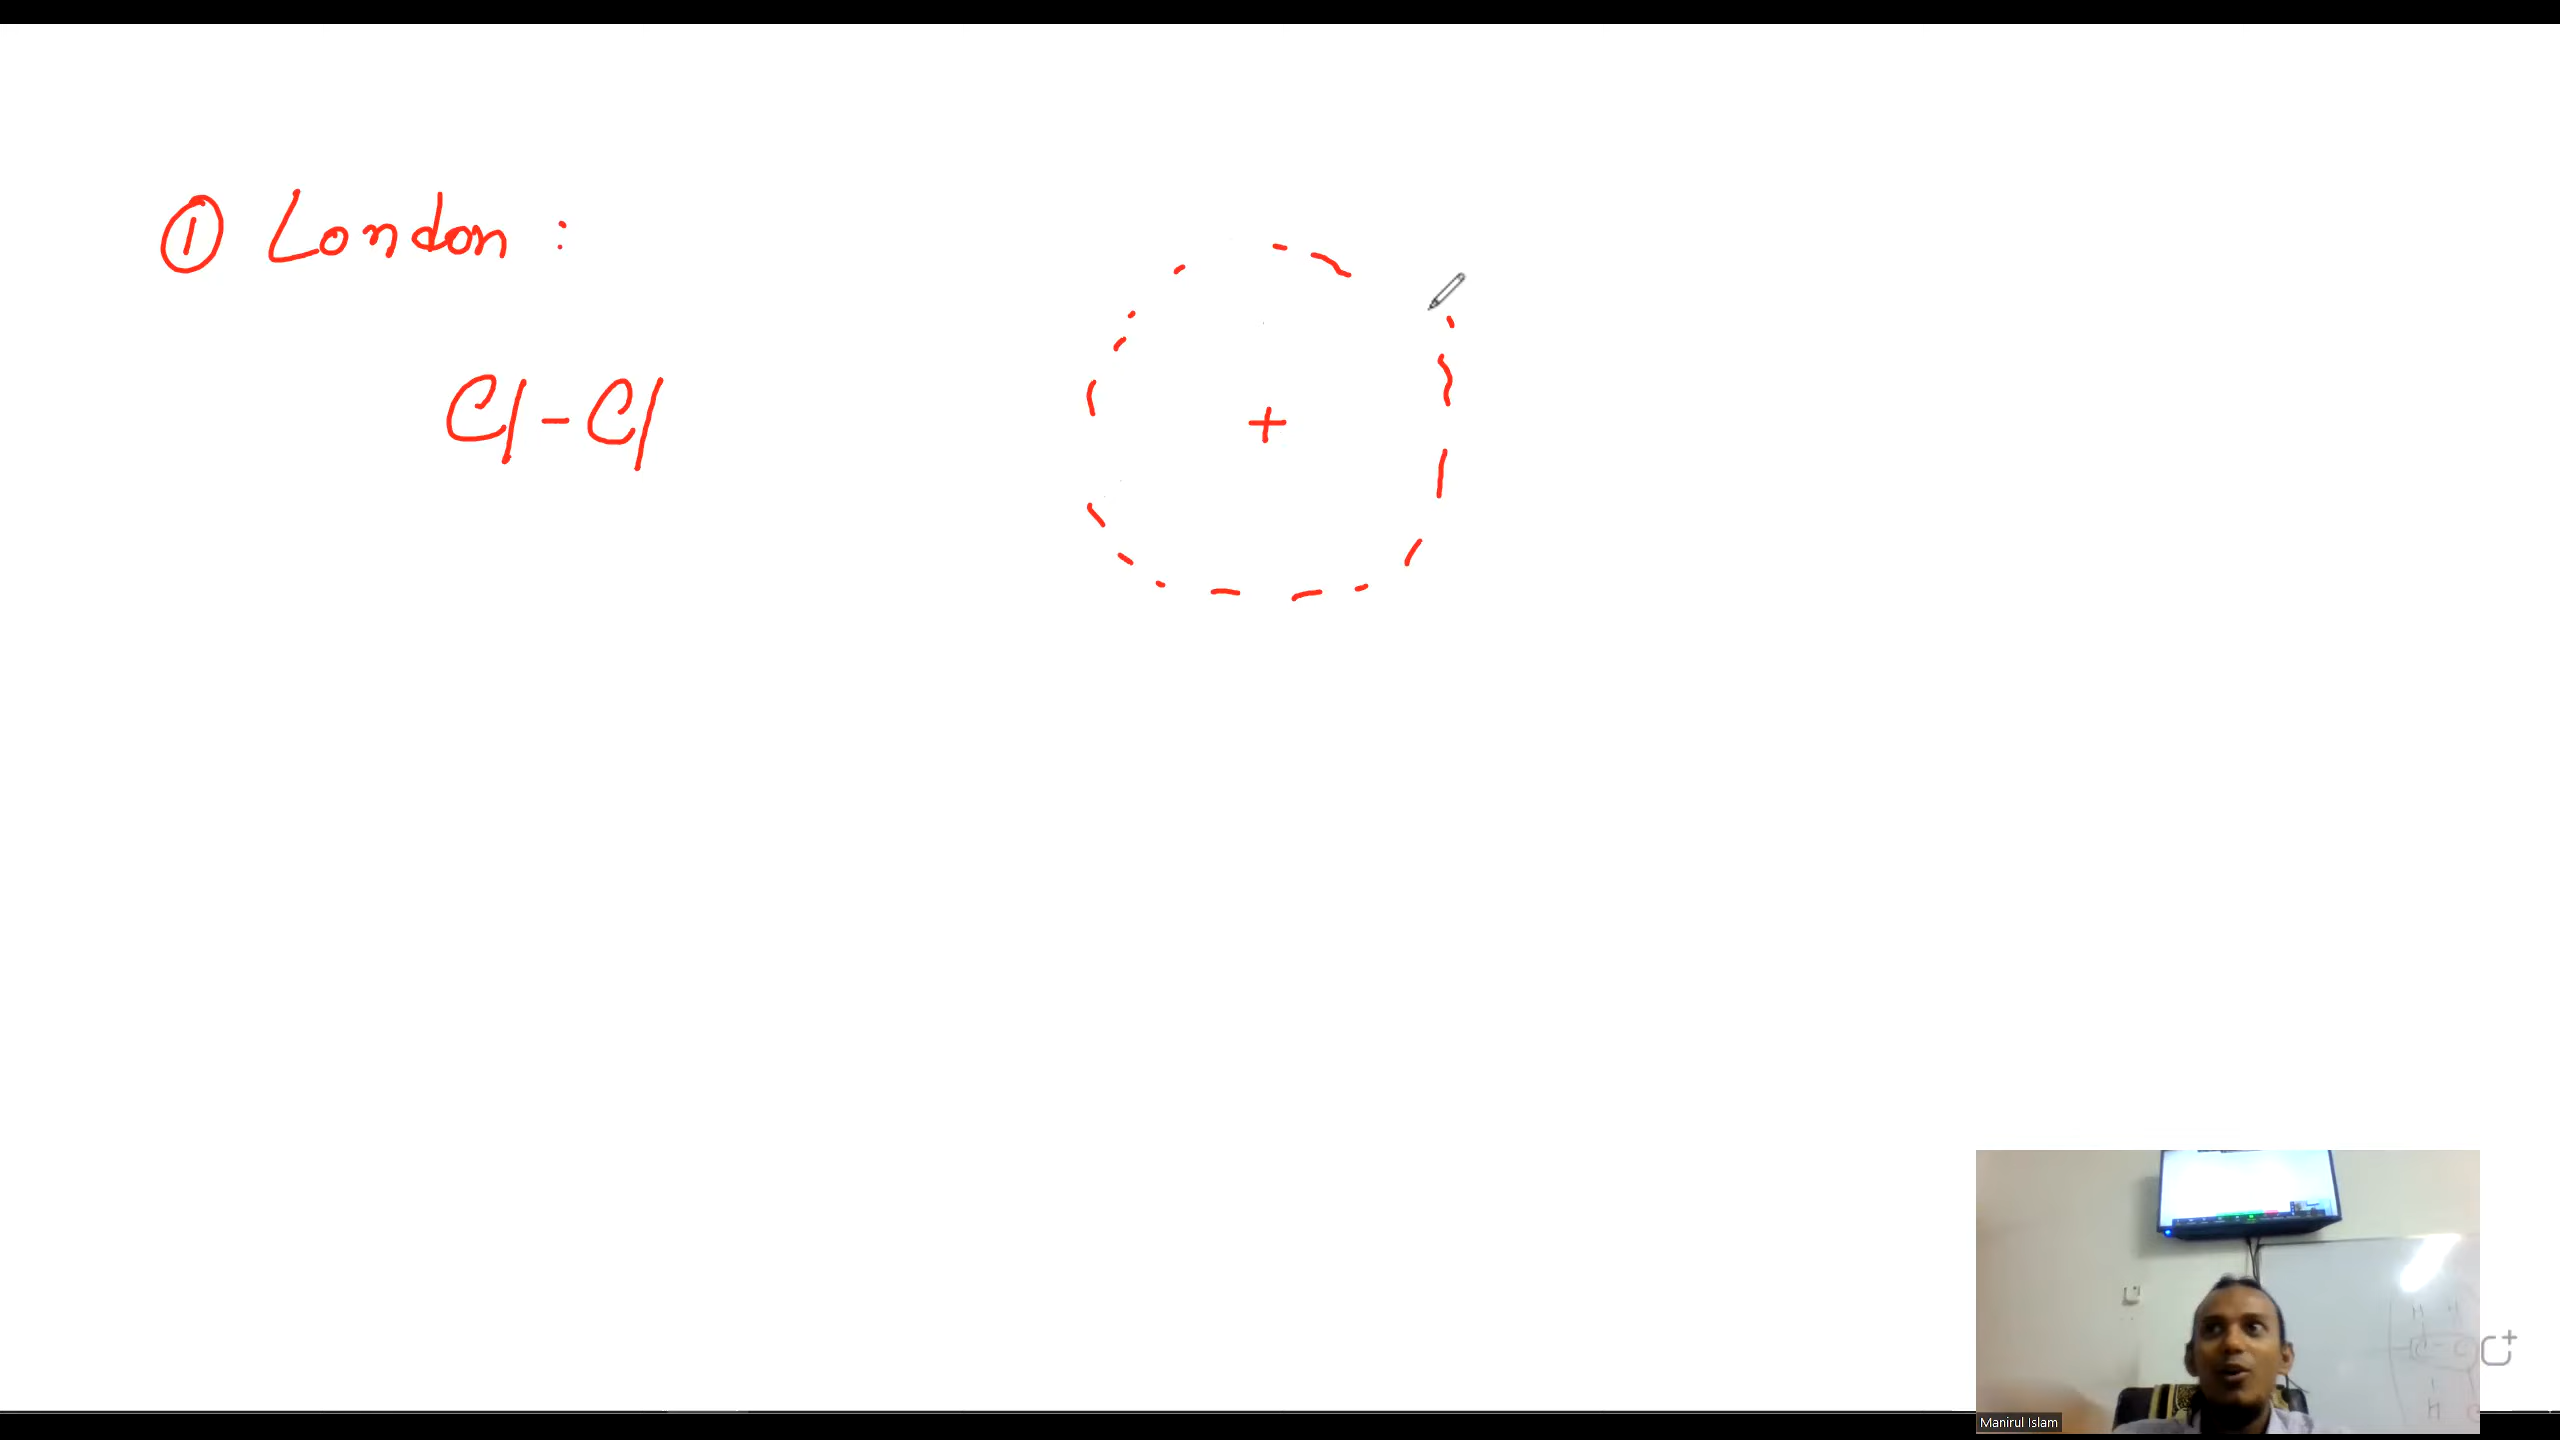 ① London :
Cl - Cl
+
Manirul Islam